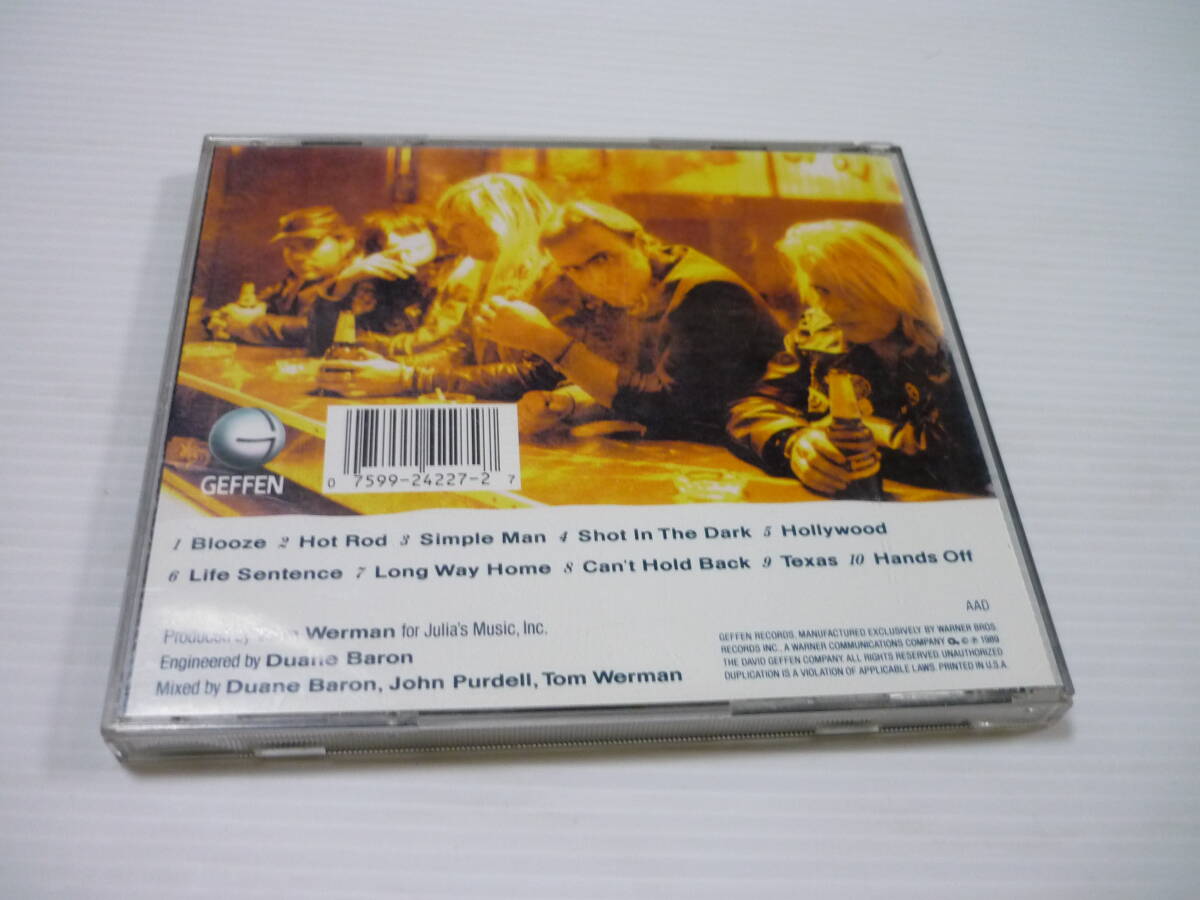 GEFFEN
0 7599-24227-2 7
1 Blooze 2 Hot Rod 3 Simple Man 4 Shot In The Dark 5 Hollywood
6 Life Sentence 7 Long Way Home 8 Can't Hold Back 9 Texas 10 Hands Off
AAD
Produced by Werman for Julia's Music, Inc.
Engineered by Duane Baron
Mixed by Duane Baron, John Purdell, Tom Werman
GEFFEN RECORDS, MANUFACTURED EXCLUSIVELY BY WARNER BROS.
RECORDS INC., A WARNER COMMUNICATIONS COMPANY © ℗ 1989
THE DAVID GEFFEN COMPANY. ALL RIGHTS RESERVED. UNAUTHORIZED
DUPLICATION IS A VIOLATION OF APPLICABLE LAWS. PRINTED IN U.S.A.